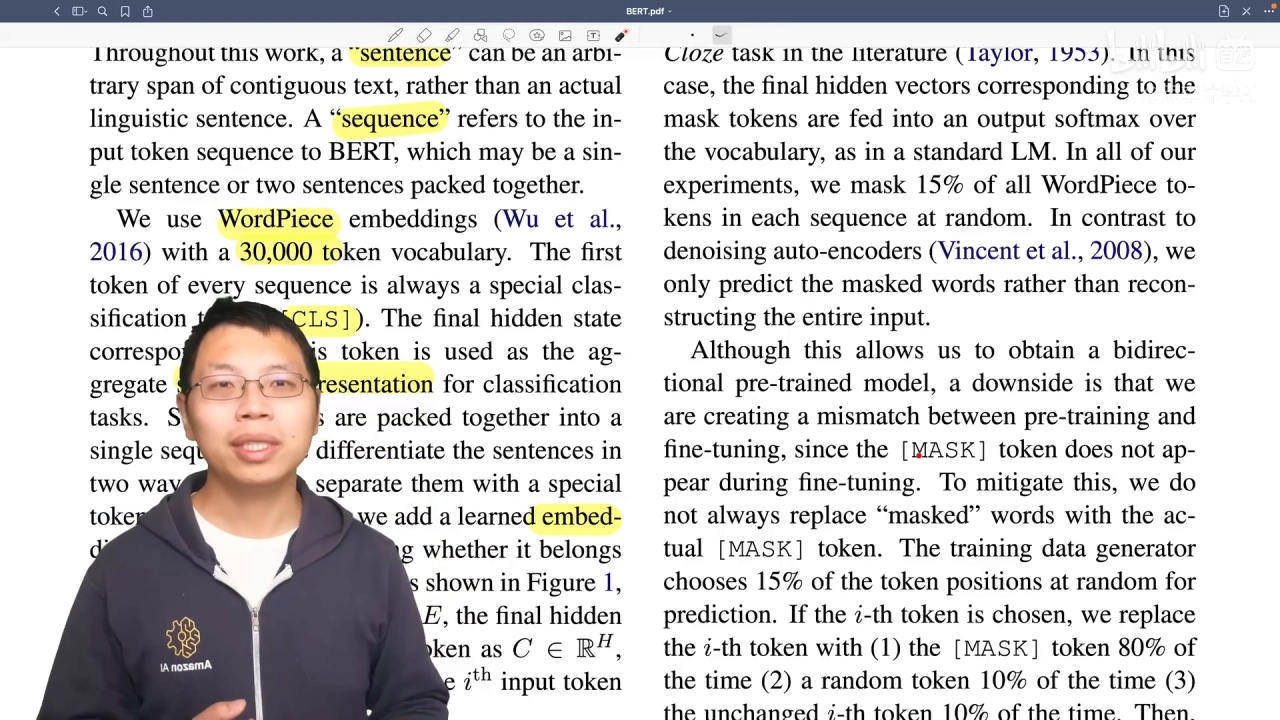 BERT.pdf
Throughout this work, a “sentence” can be an arbi-
trary span of contiguous text, rather than an actual
linguistic sentence. A “sequence” refers to the in-
put token sequence to BERT, which may be a sin-
gle sentence or two sentences packed together.
We use WordPiece embeddings (Wu et al.,
2016) with a 30,000 token vocabulary. The first
token of every sequence is always a special clas-
sification [CLS]). The final hidden state
is token is used as the ag-
gregate for classification
tasks. are packed together into a
single differentiate the sentences in
two separate them with a special
we add a learned embed-
whether it belongs
shown in Figure 1,
E, the final hidden
as C ∈ ℝᴴ,
iᵗʰ input token
Amazon AI
Cloze task in the literature (Taylor, 1953). In this
case, the final hidden vectors corresponding to the
mask tokens are fed into an output softmax over
the vocabulary, as in a standard LM. In all of our
experiments, we mask 15% of all WordPiece to-
kens in each sequence at random. In contrast to
denoising auto-encoders (Vincent et al., 2008), we
only predict the masked words rather than recon-
structing the entire input.
Although this allows us to obtain a bidirec-
tional pre-trained model, a downside is that we
are creating a mismatch between pre-training and
fine-tuning, since the [MASK] token does not ap-
pear during fine-tuning. To mitigate this, we do
not always replace “masked” words with the ac-
tual [MASK] token. The training data generator
chooses 15% of the token positions at random for
prediction. If the i-th token is chosen, we replace
the i-th token with (1) the [MASK] token 80% of
the time (2) a random token 10% of the time (3)
the unchanged i-th token 10% of the time. Then,
bilibili